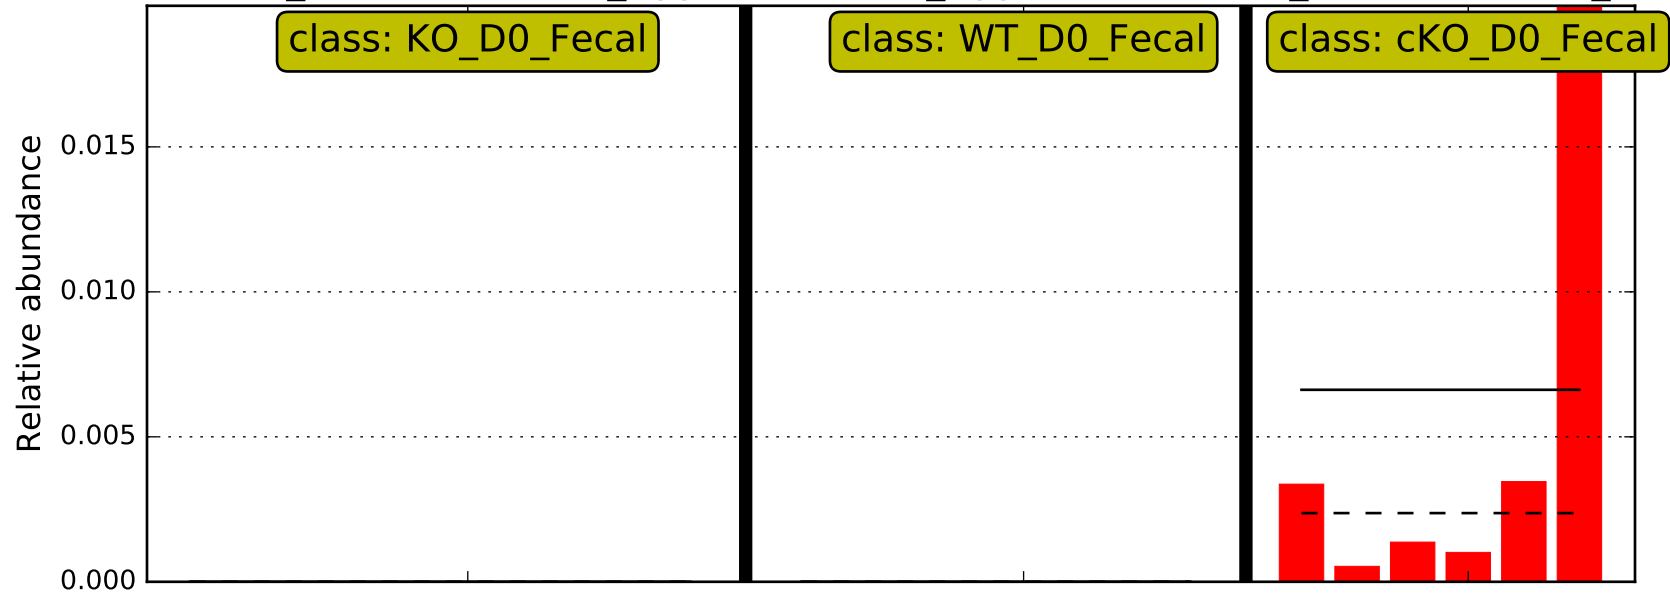 class: KO_D0_Fecal
class: WT_D0_Fecal
class: cKO_D0_Fecal
Relative abundance
0.015
0.010
0.005
0.000